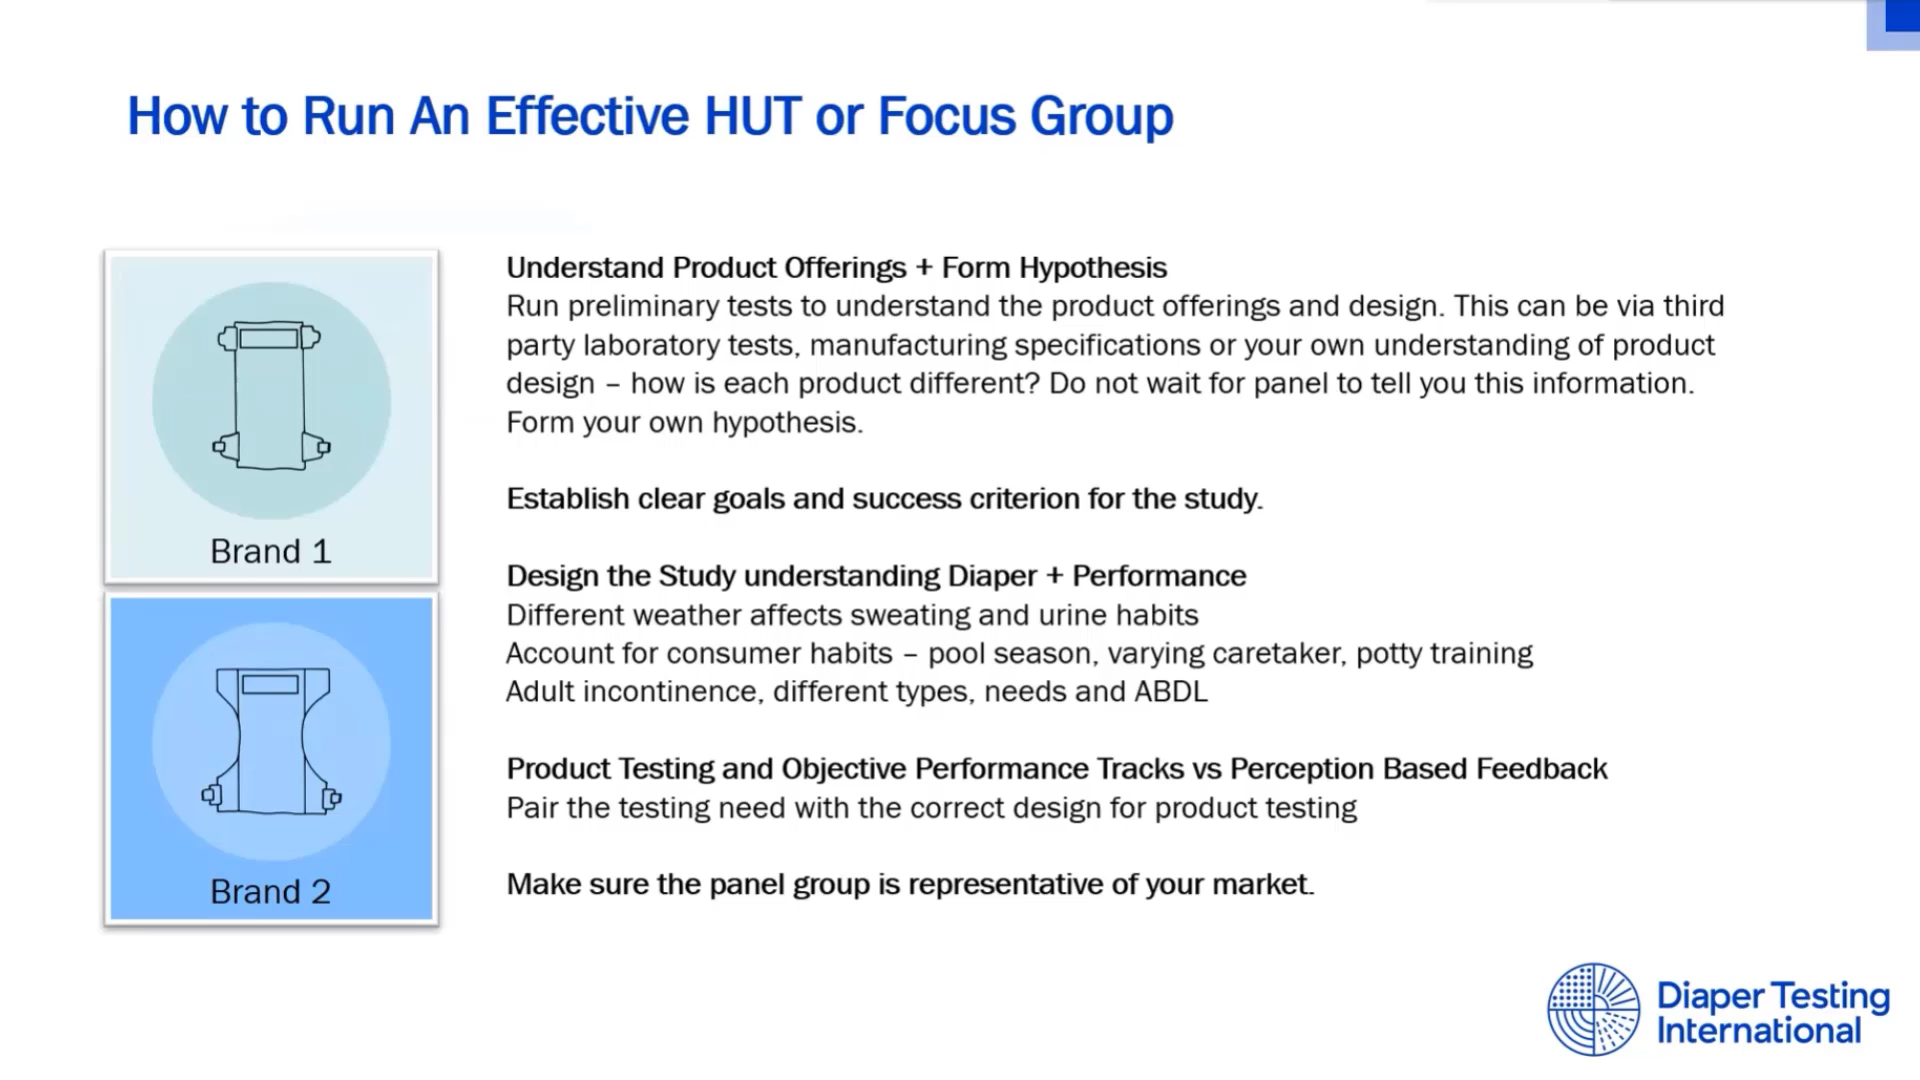 How to Run An Effective HUT or Focus Group
Brand 1
Brand 2
Understand Product Offerings + Form Hypothesis
Run preliminary tests to understand the product offerings and design. This can be via third
party laboratory tests, manufacturing specifications or your own understanding of product
design – how is each product different? Do not wait for panel to tell you this information.
Form your own hypothesis.
Establish clear goals and success criterion for the study.
Design the Study understanding Diaper + Performance
Different weather affects sweating and urine habits
Account for consumer habits – pool season, varying caretaker, potty training
Adult incontinence, different types, needs and ABDL
Product Testing and Objective Performance Tracks vs Perception Based Feedback
Pair the testing need with the correct design for product testing
Make sure the panel group is representative of your market.
Diaper Testing
International